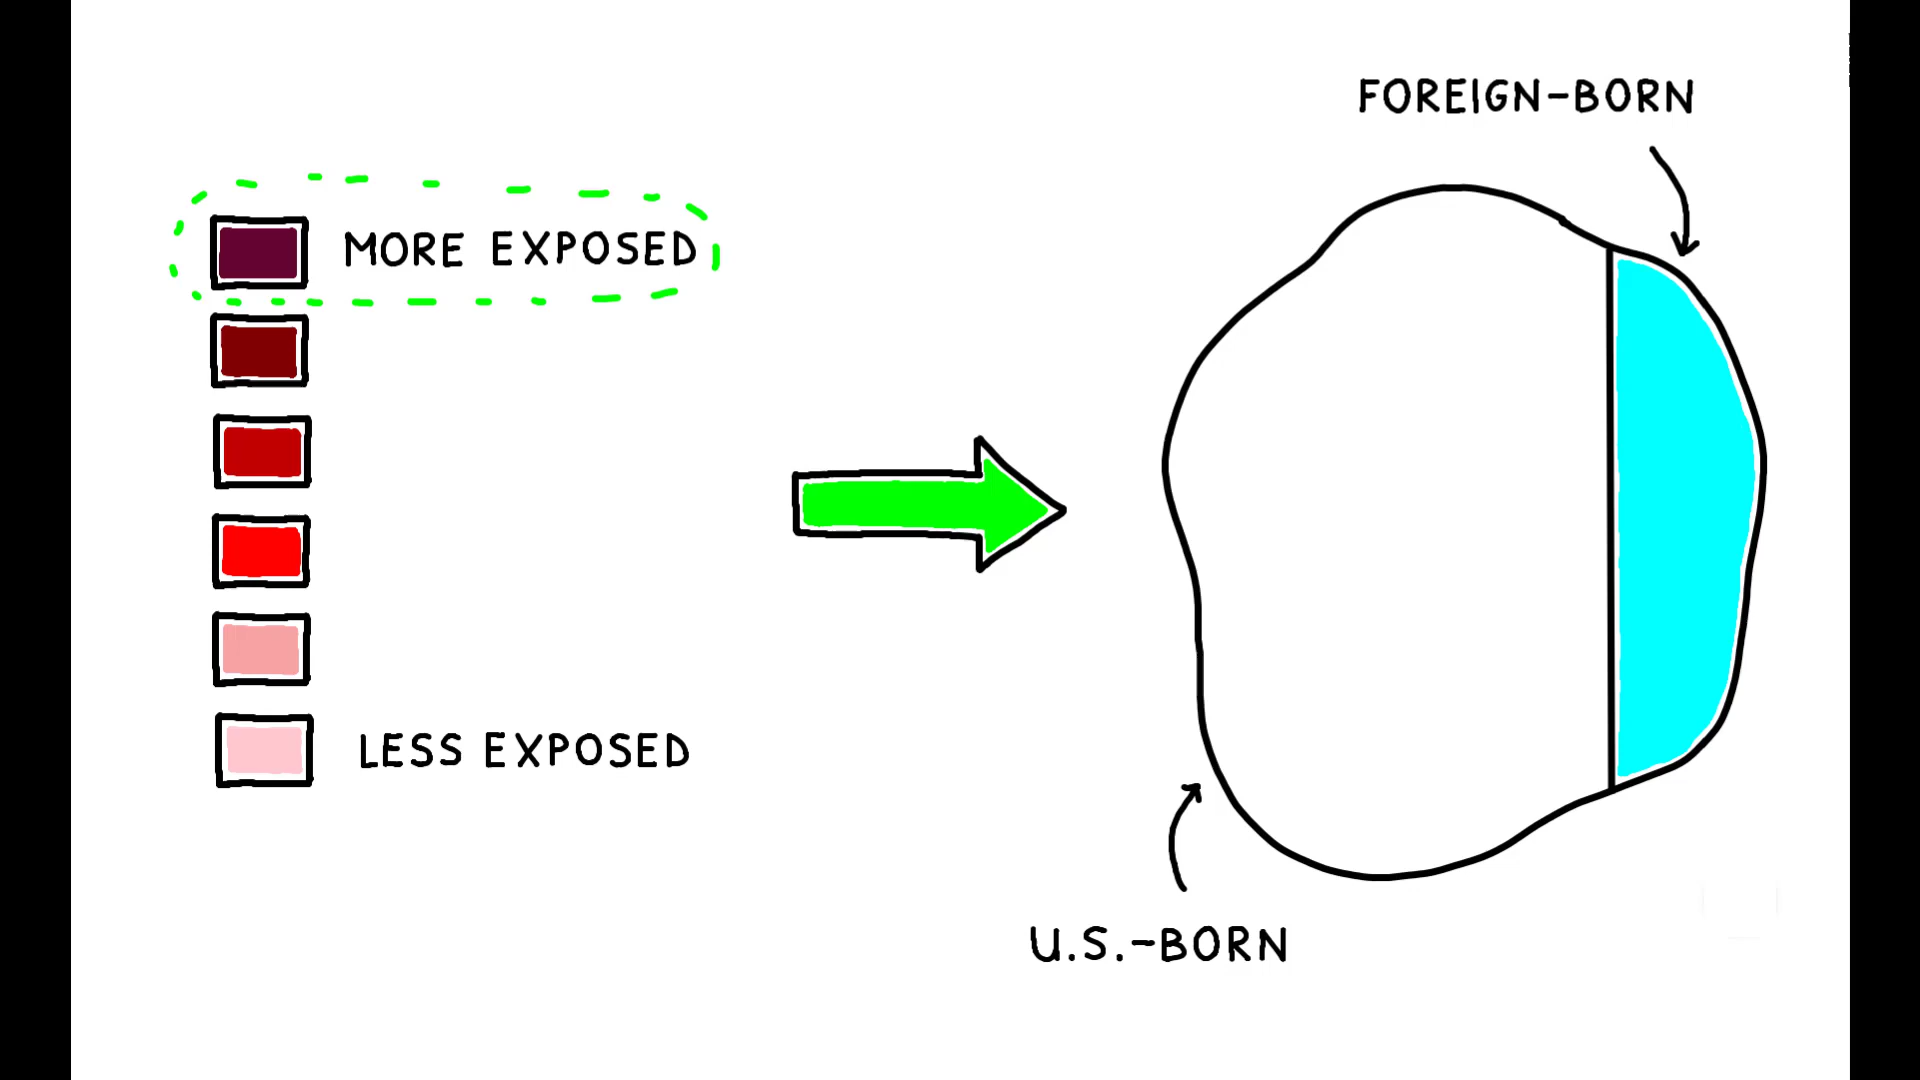 FOREIGN-BORN
MORE EXPOSED
LESS EXPOSED
U.S.-BORN